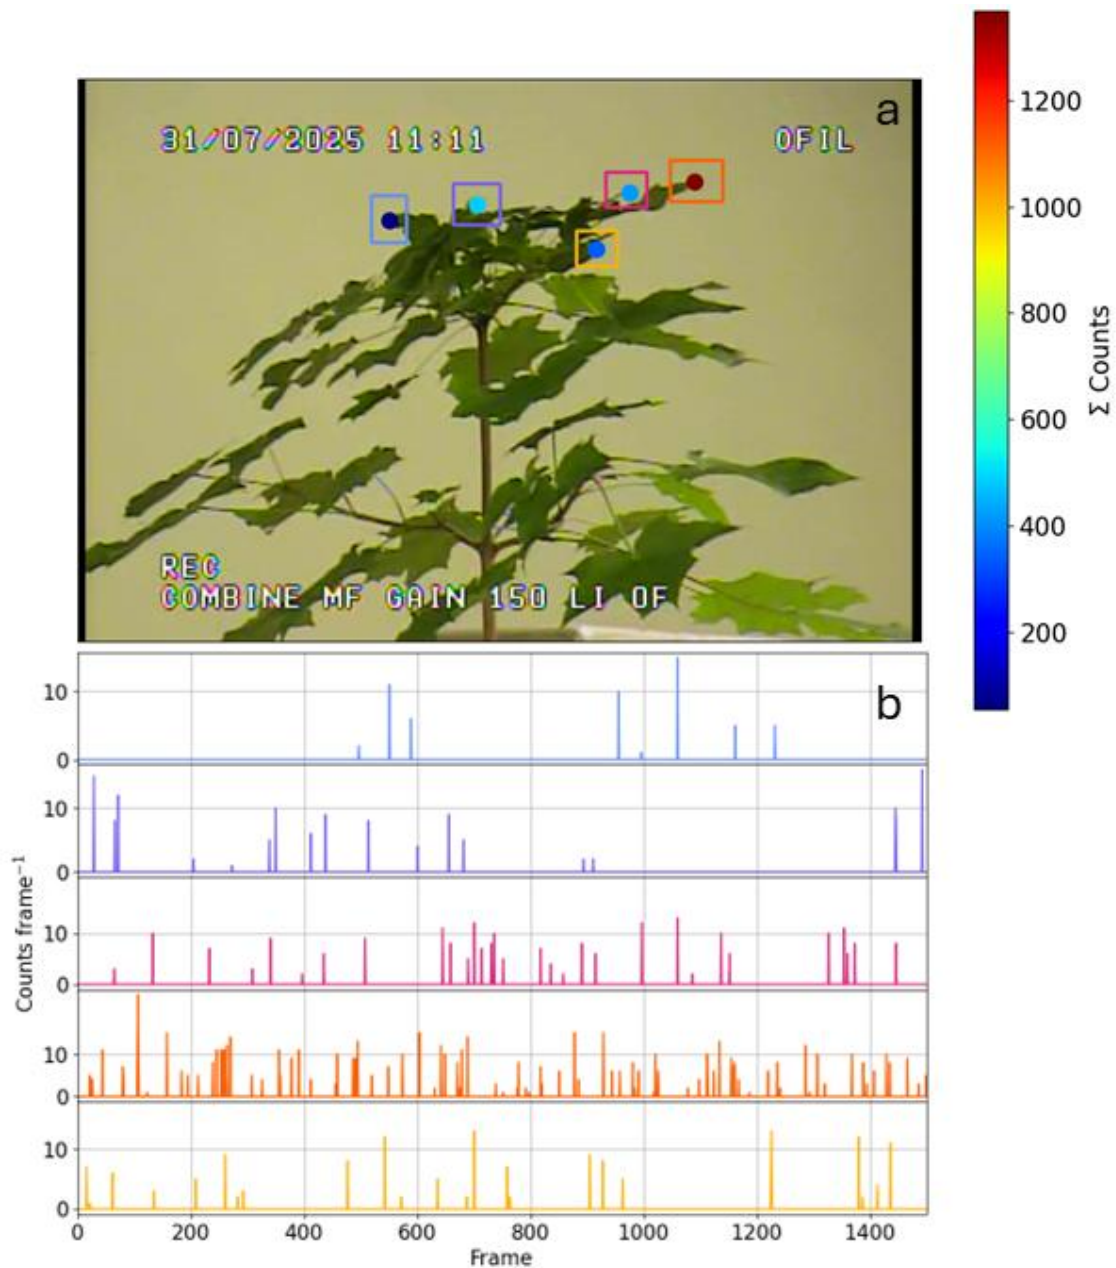 a
31/07/2025 11:11 OFIL
REC
COMBINE MF GAIN 150 LI OF
1200
1000
800
600
400
200
Σ Counts
b
10
0
10
0
10
0
10
0
10
0
Counts frame⁻¹
0 200 400 600 800 1000 1200 1400
Frame